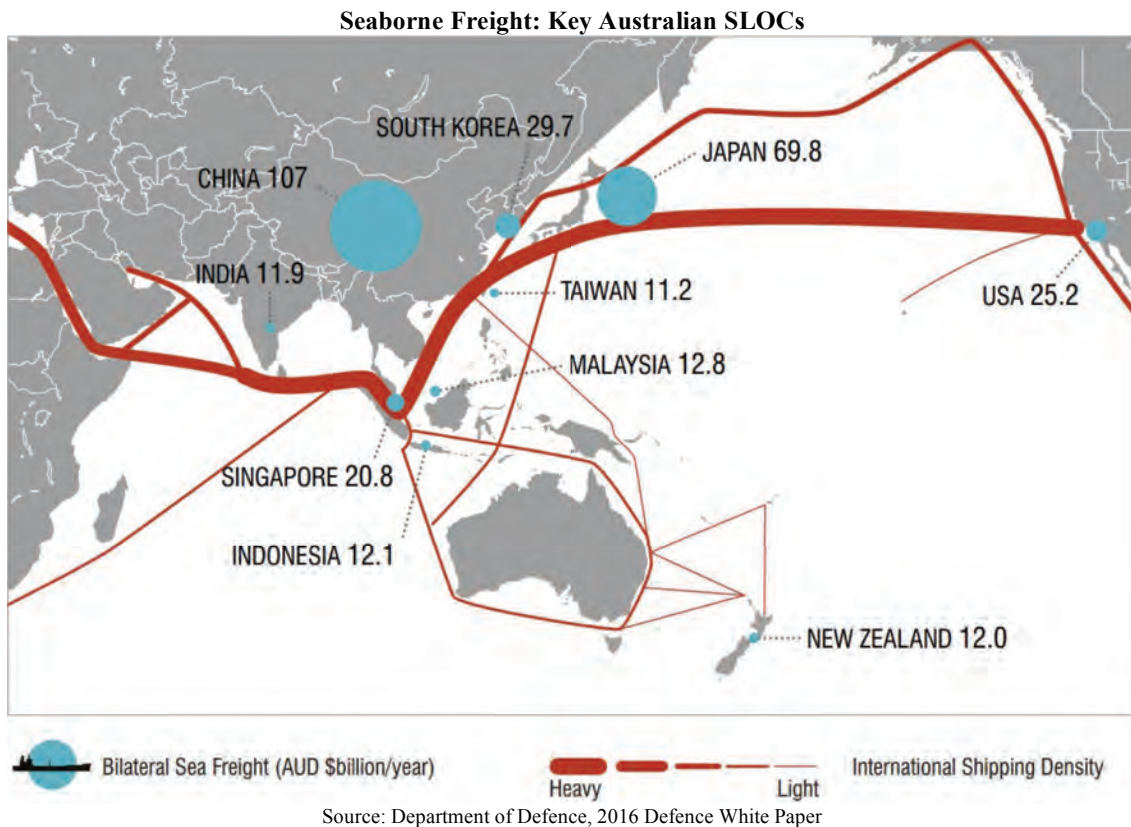 Seaborne Freight: Key Australian SLOCs
SOUTH KOREA 29.7
JAPAN 69.8
CHINA 107
INDIA 11.9
TAIWAN 11.2
USA 25.2
MALAYSIA 12.8
SINGAPORE 20.8
INDONESIA 12.1
NEW ZEALAND 12.0
Bilateral Sea Freight (AUD $billion/year)
Heavy
Light
International Shipping Density
Source: Department of Defence, 2016 Defence White Paper